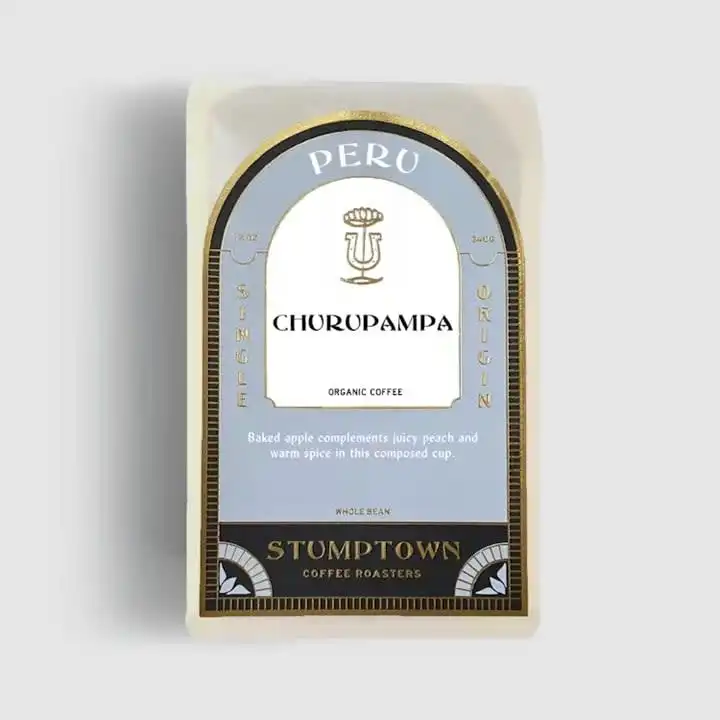 PERU
12 OZ
340G
SINGLE
ORIGIN
CHURUPAMPA
ORGANIC COFFEE
Baked apple complements juicy peach and
warm spice in this composed cup.
WHOLE BEAN
STUMPTOWN
COFFEE ROASTERS